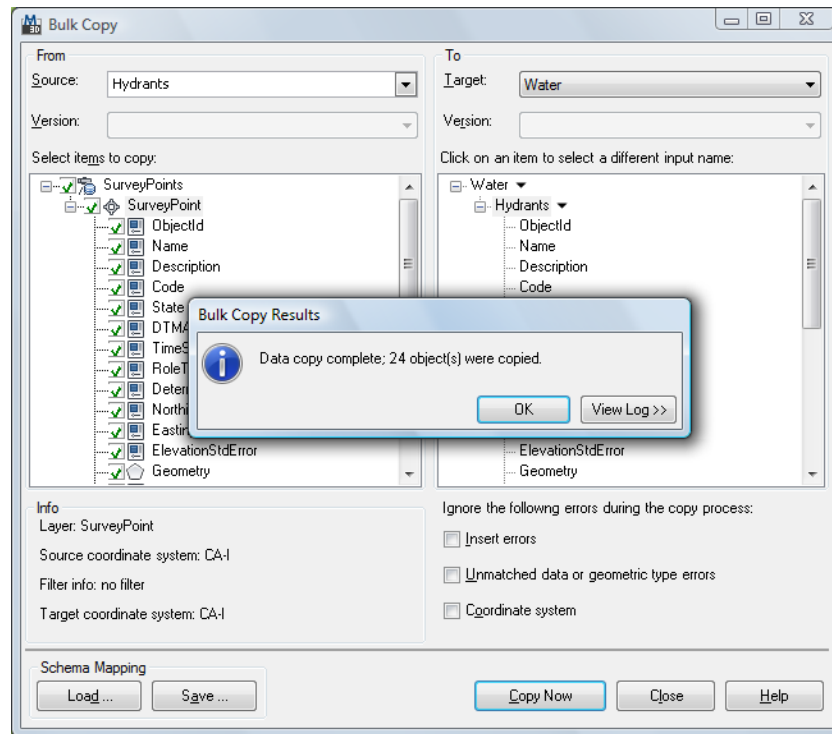 Bulk Copy
From
Source:
Hydrants
Version:
Select items to copy:
SurveyPoints
SurveyPoint
ObjectId
Name
Description
Code
State
ElevationStdError
Geometry
To
Target:
Water
Version:
Click on an item to select a different input name:
Water
Hydrants
ObjectId
Name
Description
Code
ElevationStdError
Geometry
Bulk Copy Results
Data copy complete; 24 object(s) were copied.
OK
View Log >>
Info
Layer: SurveyPoint
Source coordinate system: CA-I
Filter info: no filter
Target coordinate system: CA-I
Ignore the followng errors during the copy process:
Insert errors
Unmatched data or geometric type errors
Coordinate system
Schema Mapping
Load ...
Save ...
Copy Now
Close
Help